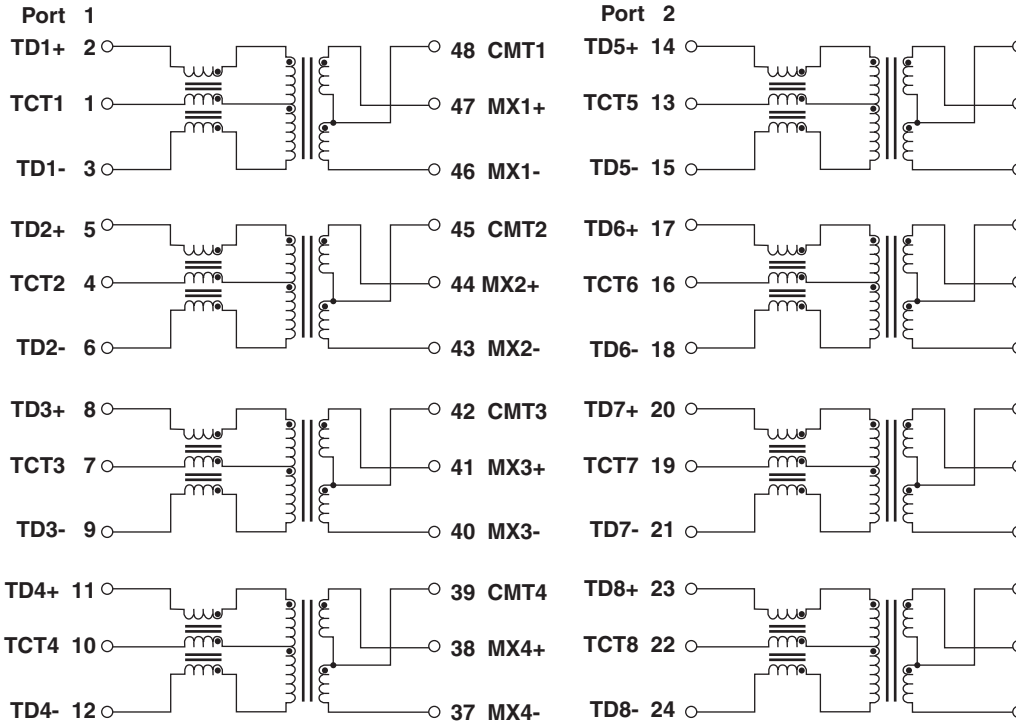 Port 1
TD1+ 2
TCT1 1
TD1- 3
48 CMT1
47 MX1+
46 MX1-
TD2+ 5
TCT2 4
TD2- 6
45 CMT2
44 MX2+
43 MX2-
TD3+ 8
TCT3 7
TD3- 9
42 CMT3
41 MX3+
40 MX3-
TD4+ 11
TCT4 10
TD4- 12
39 CMT4
38 MX4+
37 MX4-
Port 2
TD5+ 14
TCT5 13
TD5- 15
TD6+ 17
TCT6 16
TD6- 18
TD7+ 20
TCT7 19
TD7- 21
TD8+ 23
TCT8 22
TD8- 24